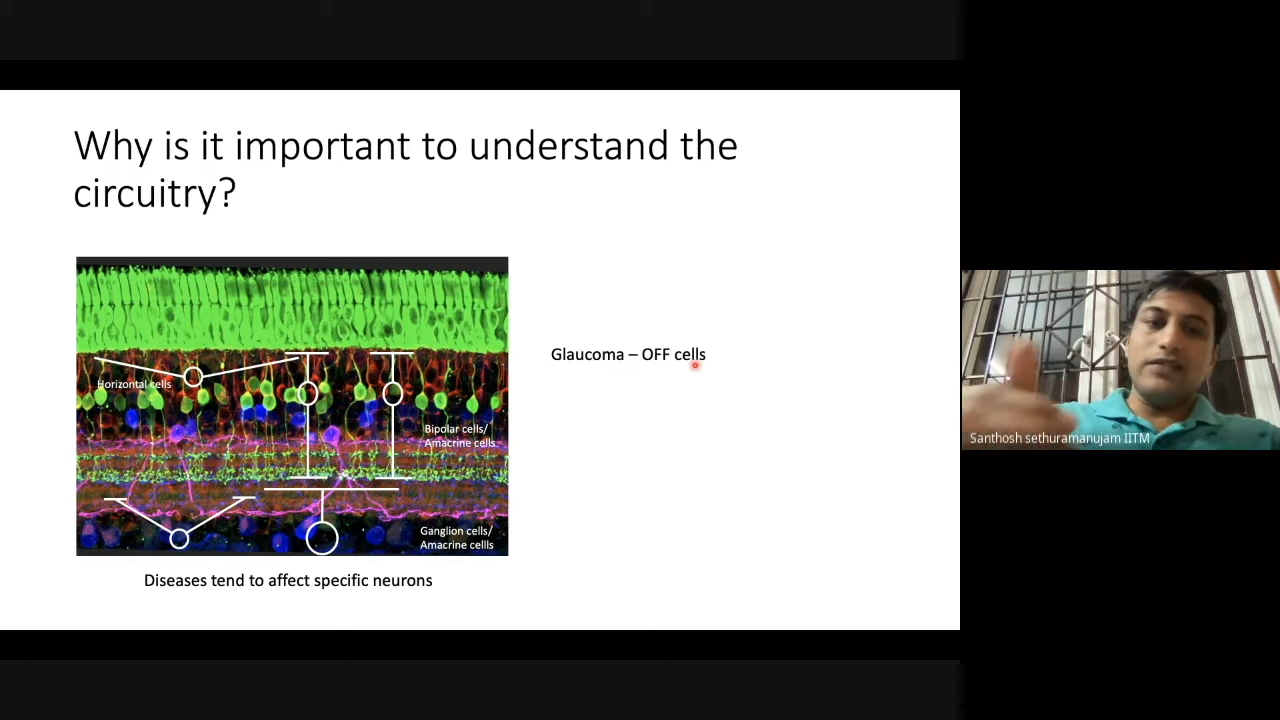 Why is it important to understand the
circuitry?
Horizontal cells
Bipolar cells/
Amacrine cells
Ganglion cells/
Amacrine cellls
Glaucoma – OFF cells
Diseases tend to affect specific neurons
Santhosh sethuramanujam IITM